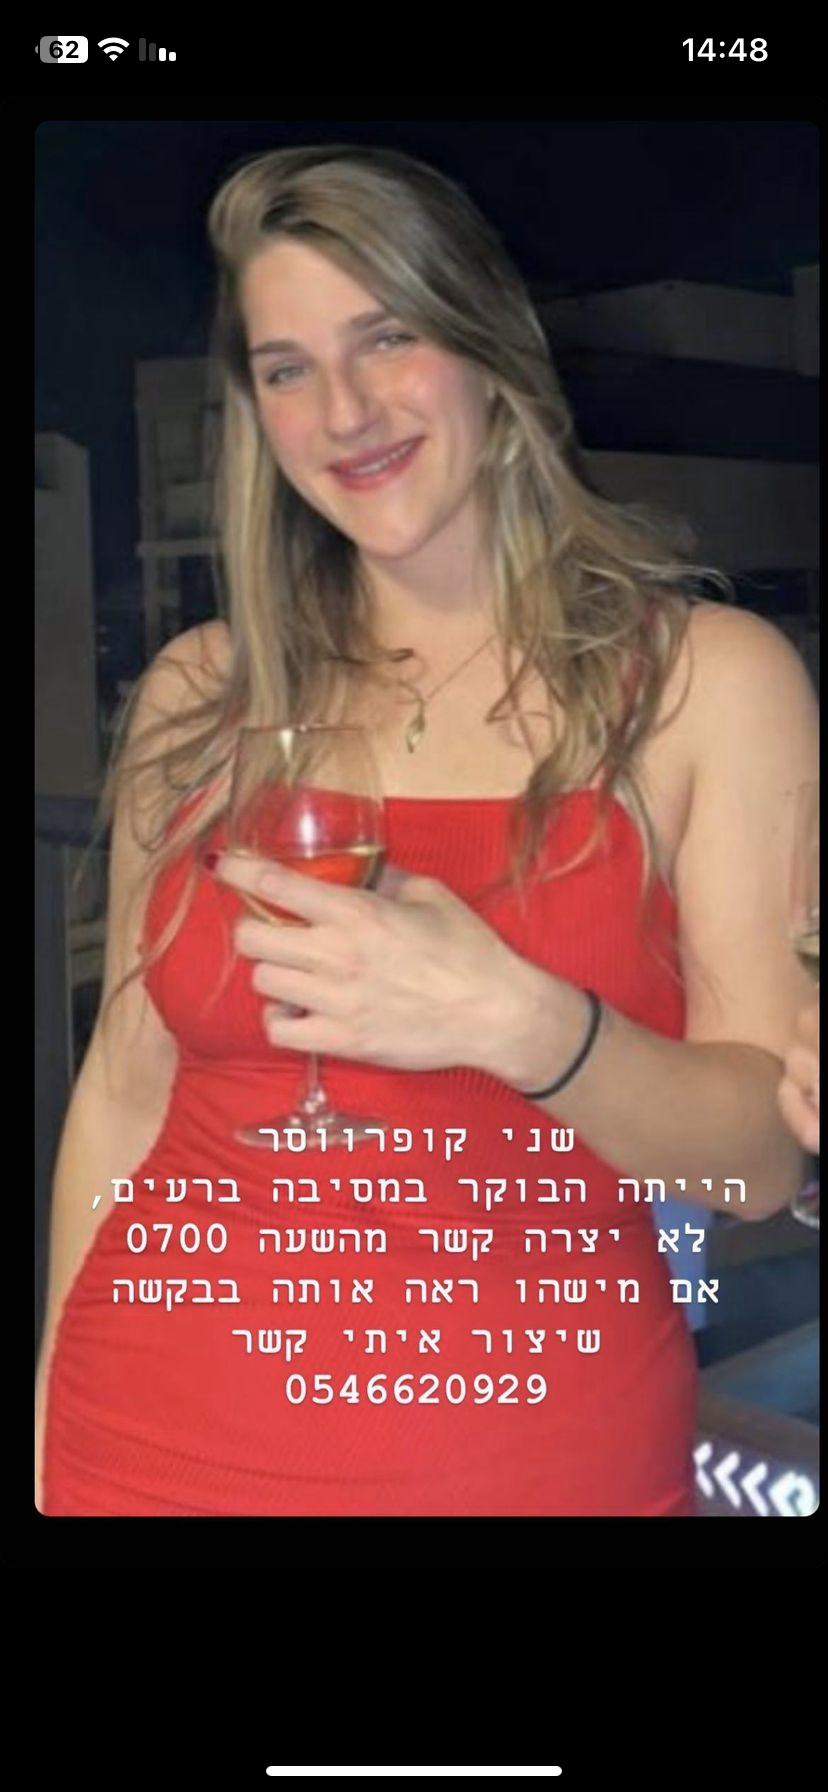 62
14:48
שני קופרווסר
הייתה הבוקר במסיבה ברעים,
לא יצרה קשר מהשעה 0700
אם מישהו ראה אותה בבקשה
שיצור איתי קשר
0546620929